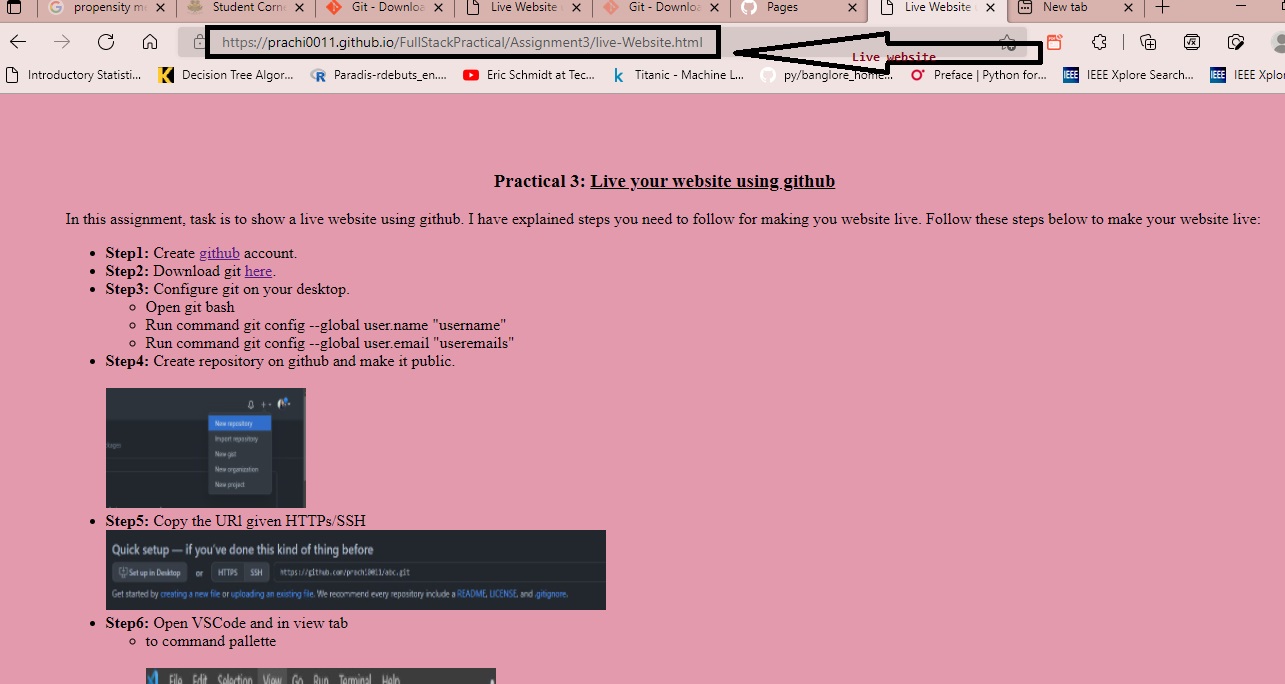 propensity m
Student Corn
Git - Downloa
Live Website
Git - Downloa
Pages
Live Website
New tab
https://prachi0011.github.io/FullStackPractical/Assignment3/live-Website.html
Live website
Introductory Statisti...
Decision Tree Algor...
Paradis-rdebuts_en....
Eric Schmidt at Tec...
Titanic - Machine L...
py/banglore_home...
Preface | Python for...
IEEE Xplore Search...
IEEE Xplo
Practical 3: Live your website using github
In this assignment, task is to show a live website using github. I have explained steps you need to follow for making you website live. Follow these steps below to make your website live:
Step1: Create github account.
Step2: Download git here.
Step3: Configure git on your desktop.
Open git bash
Run command git config --global user.name "username"
Run command git config --global user.email "useremails"
Step4: Create repository on github and make it public.
New repository
Import repository
New gist
New organization
New project
Step5: Copy the URl given HTTPs/SSH
Quick setup — if you've done this kind of thing before
Set up in Desktop or HTTPS SSH https://github.com/prachi0011/abc.git
Get started by creating a new file or uploading an existing file. We recommend every repository include a README, LICENSE, and .gitignore.
Step6: Open VSCode and in view tab
to command pallette
File Edit Selection View Go Run Terminal Help